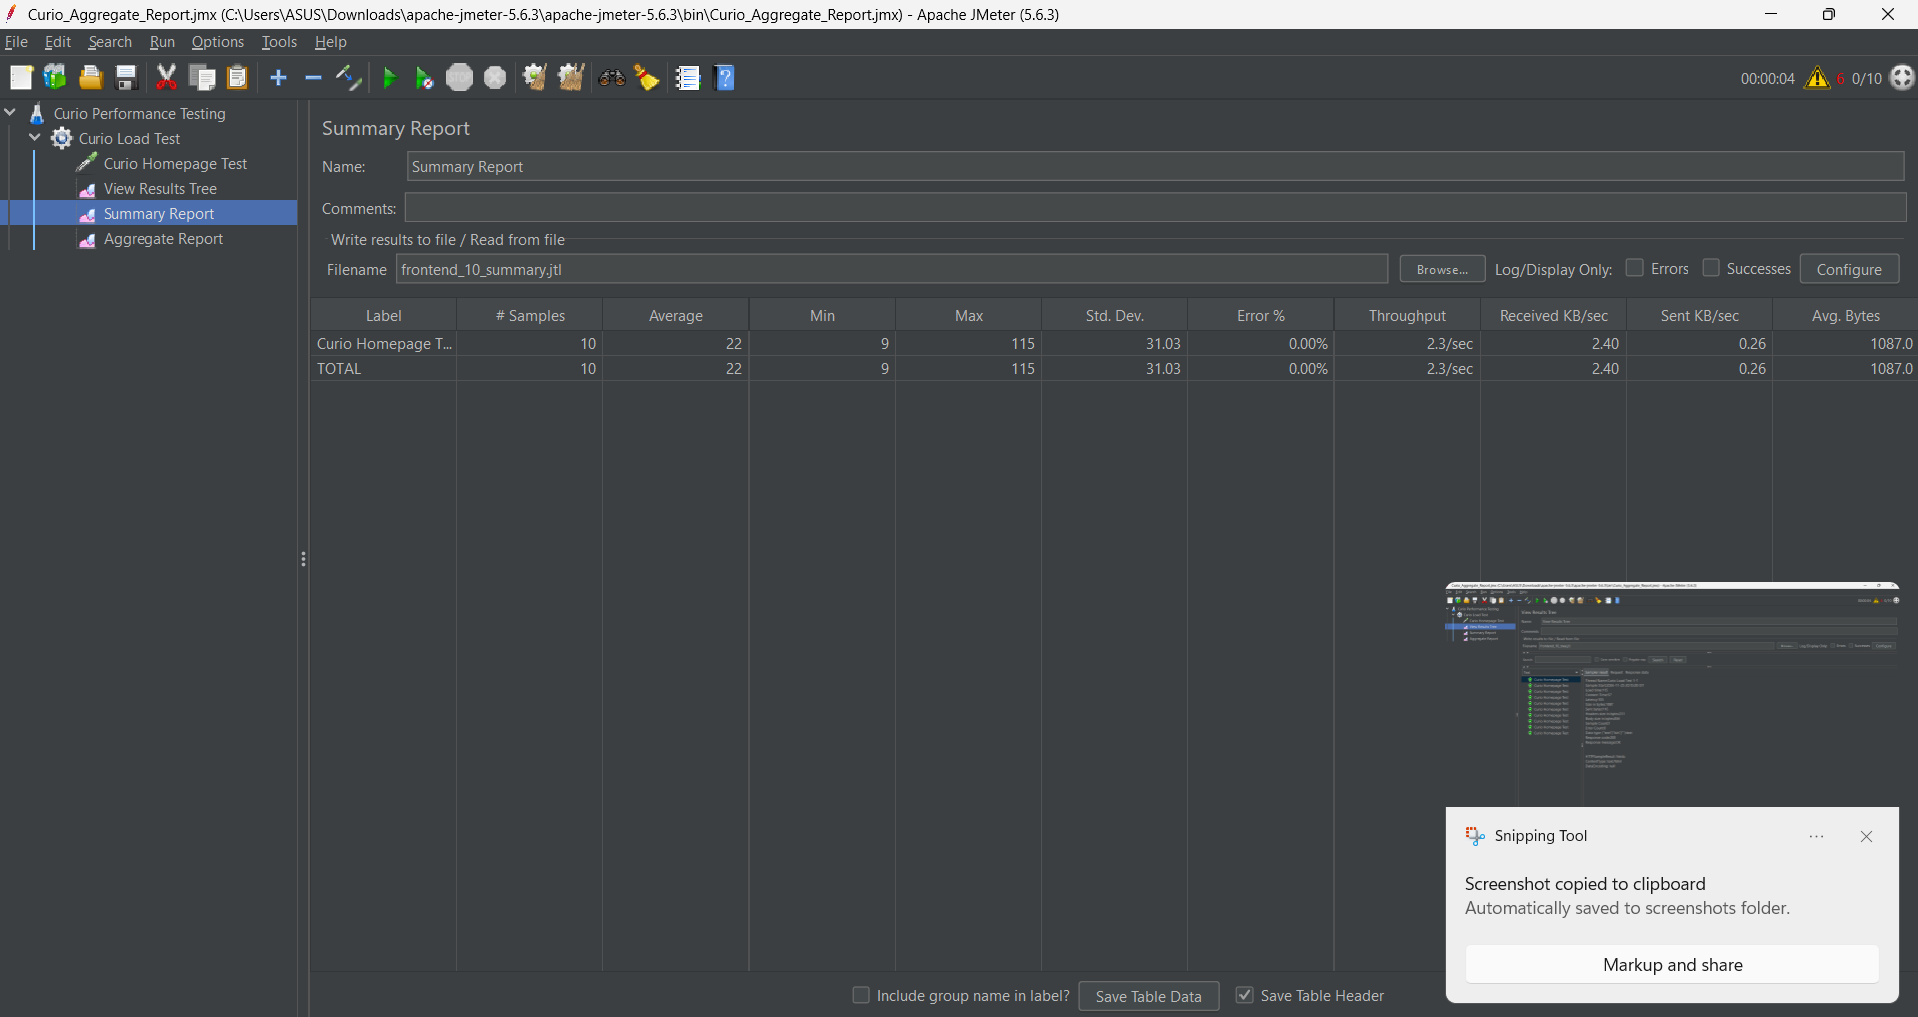 Curio_Aggregate_Report.jmx (C:\Users\ASUS\Downloads\apache-jmeter-5.6.3\apache-jmeter-5.6.3\bin\Curio_Aggregate_Report.jmx) - Apache JMeter (5.6.3)
File Edit Search Run Options Tools Help
STOP 00:00:04 6 0/10
Curio Performance Testing
Curio Load Test
Curio Homepage Test
View Results Tree
Summary Report
Aggregate Report
Summary Report
Name: Summary Report
Comments:
Write results to file / Read from file
Filename frontend_10_summary.jtl Browse... Log/Display Only: Errors Successes Configure
Label # Samples Average Min Max Std. Dev. Error % Throughput Received KB/sec Sent KB/sec Avg. Bytes
Curio Homepage T... 10 22 9 115 31.03 0.00% 2.3/sec 2.40 0.26 1087.0
TOTAL 10 22 9 115 31.03 0.00% 2.3/sec 2.40 0.26 1087.0
Snipping Tool
Screenshot copied to clipboard
Automatically saved to screenshots folder.
Markup and share
Include group name in label? Save Table Data Save Table Header